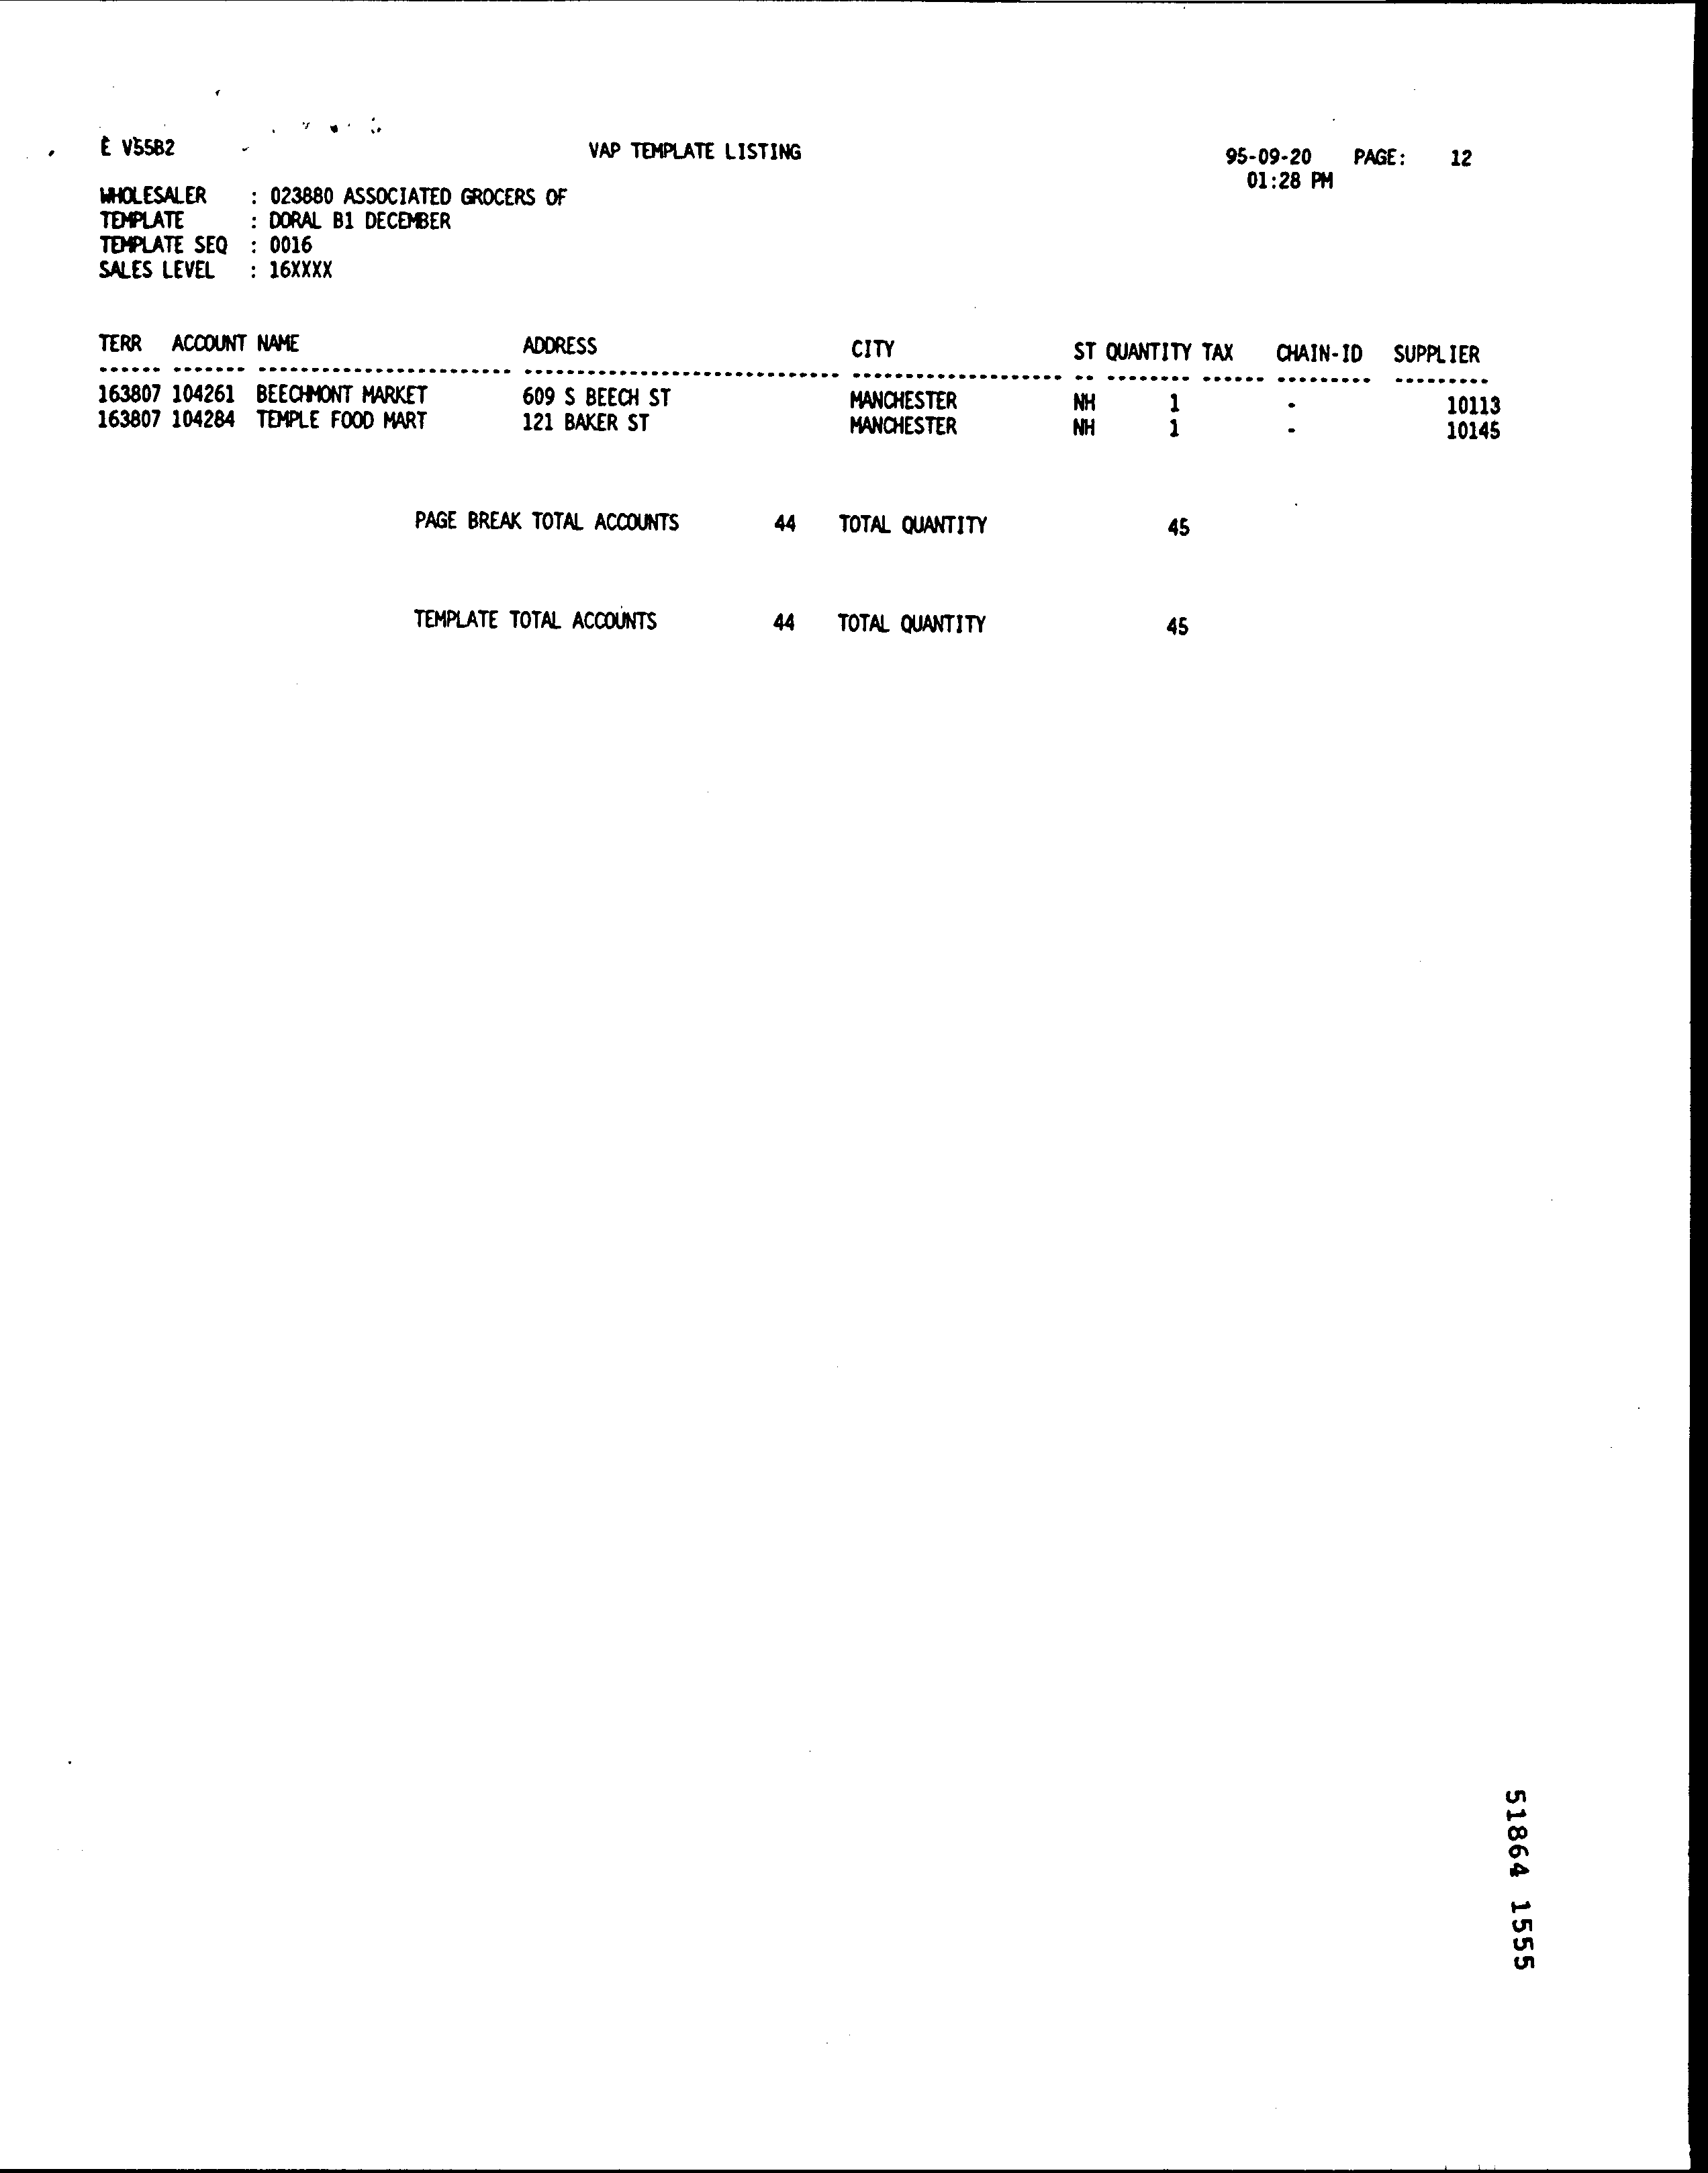 E V55B2 VAP TEMPLATE LISTING 95-09-20 PAGE: 12
01:28 PM
WHOLESALER : 023880 ASSOCIATED GROCERS OF
TEMPLATE : DORAL B1 DECEMBER
TEMPLATE SEQ : 0016
SALES LEVEL : 16XXXX
TERR ACCOUNT NAME ADDRESS CITY ST QUANTITY TAX CHAIN-ID SUPPLIER
163807 104261 BEECHMONT MARKET 609 S BEECH ST MANCHESTER NH 1 - 10113
163807 104284 TEMPLE FOOD MART 121 BAKER ST MANCHESTER NH 1 - 10145
PAGE BREAK TOTAL ACCOUNTS 44 TOTAL QUANTITY 45
TEMPLATE TOTAL ACCOUNTS 44 TOTAL QUANTITY 45
51864 1555